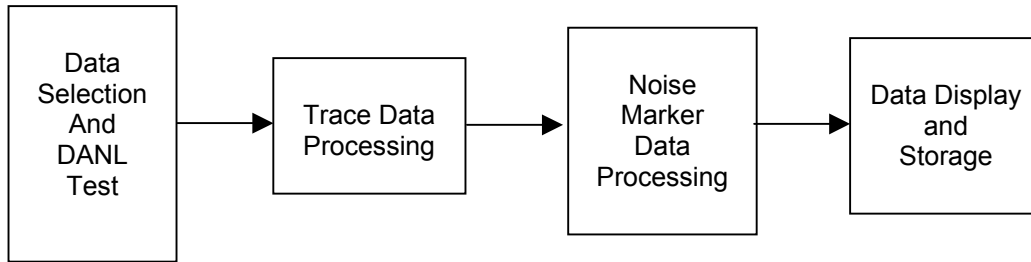 Data
Selection
And
DANL
Test
Trace Data
Processing
Noise
Marker
Data
Processing
Data Display
and
Storage